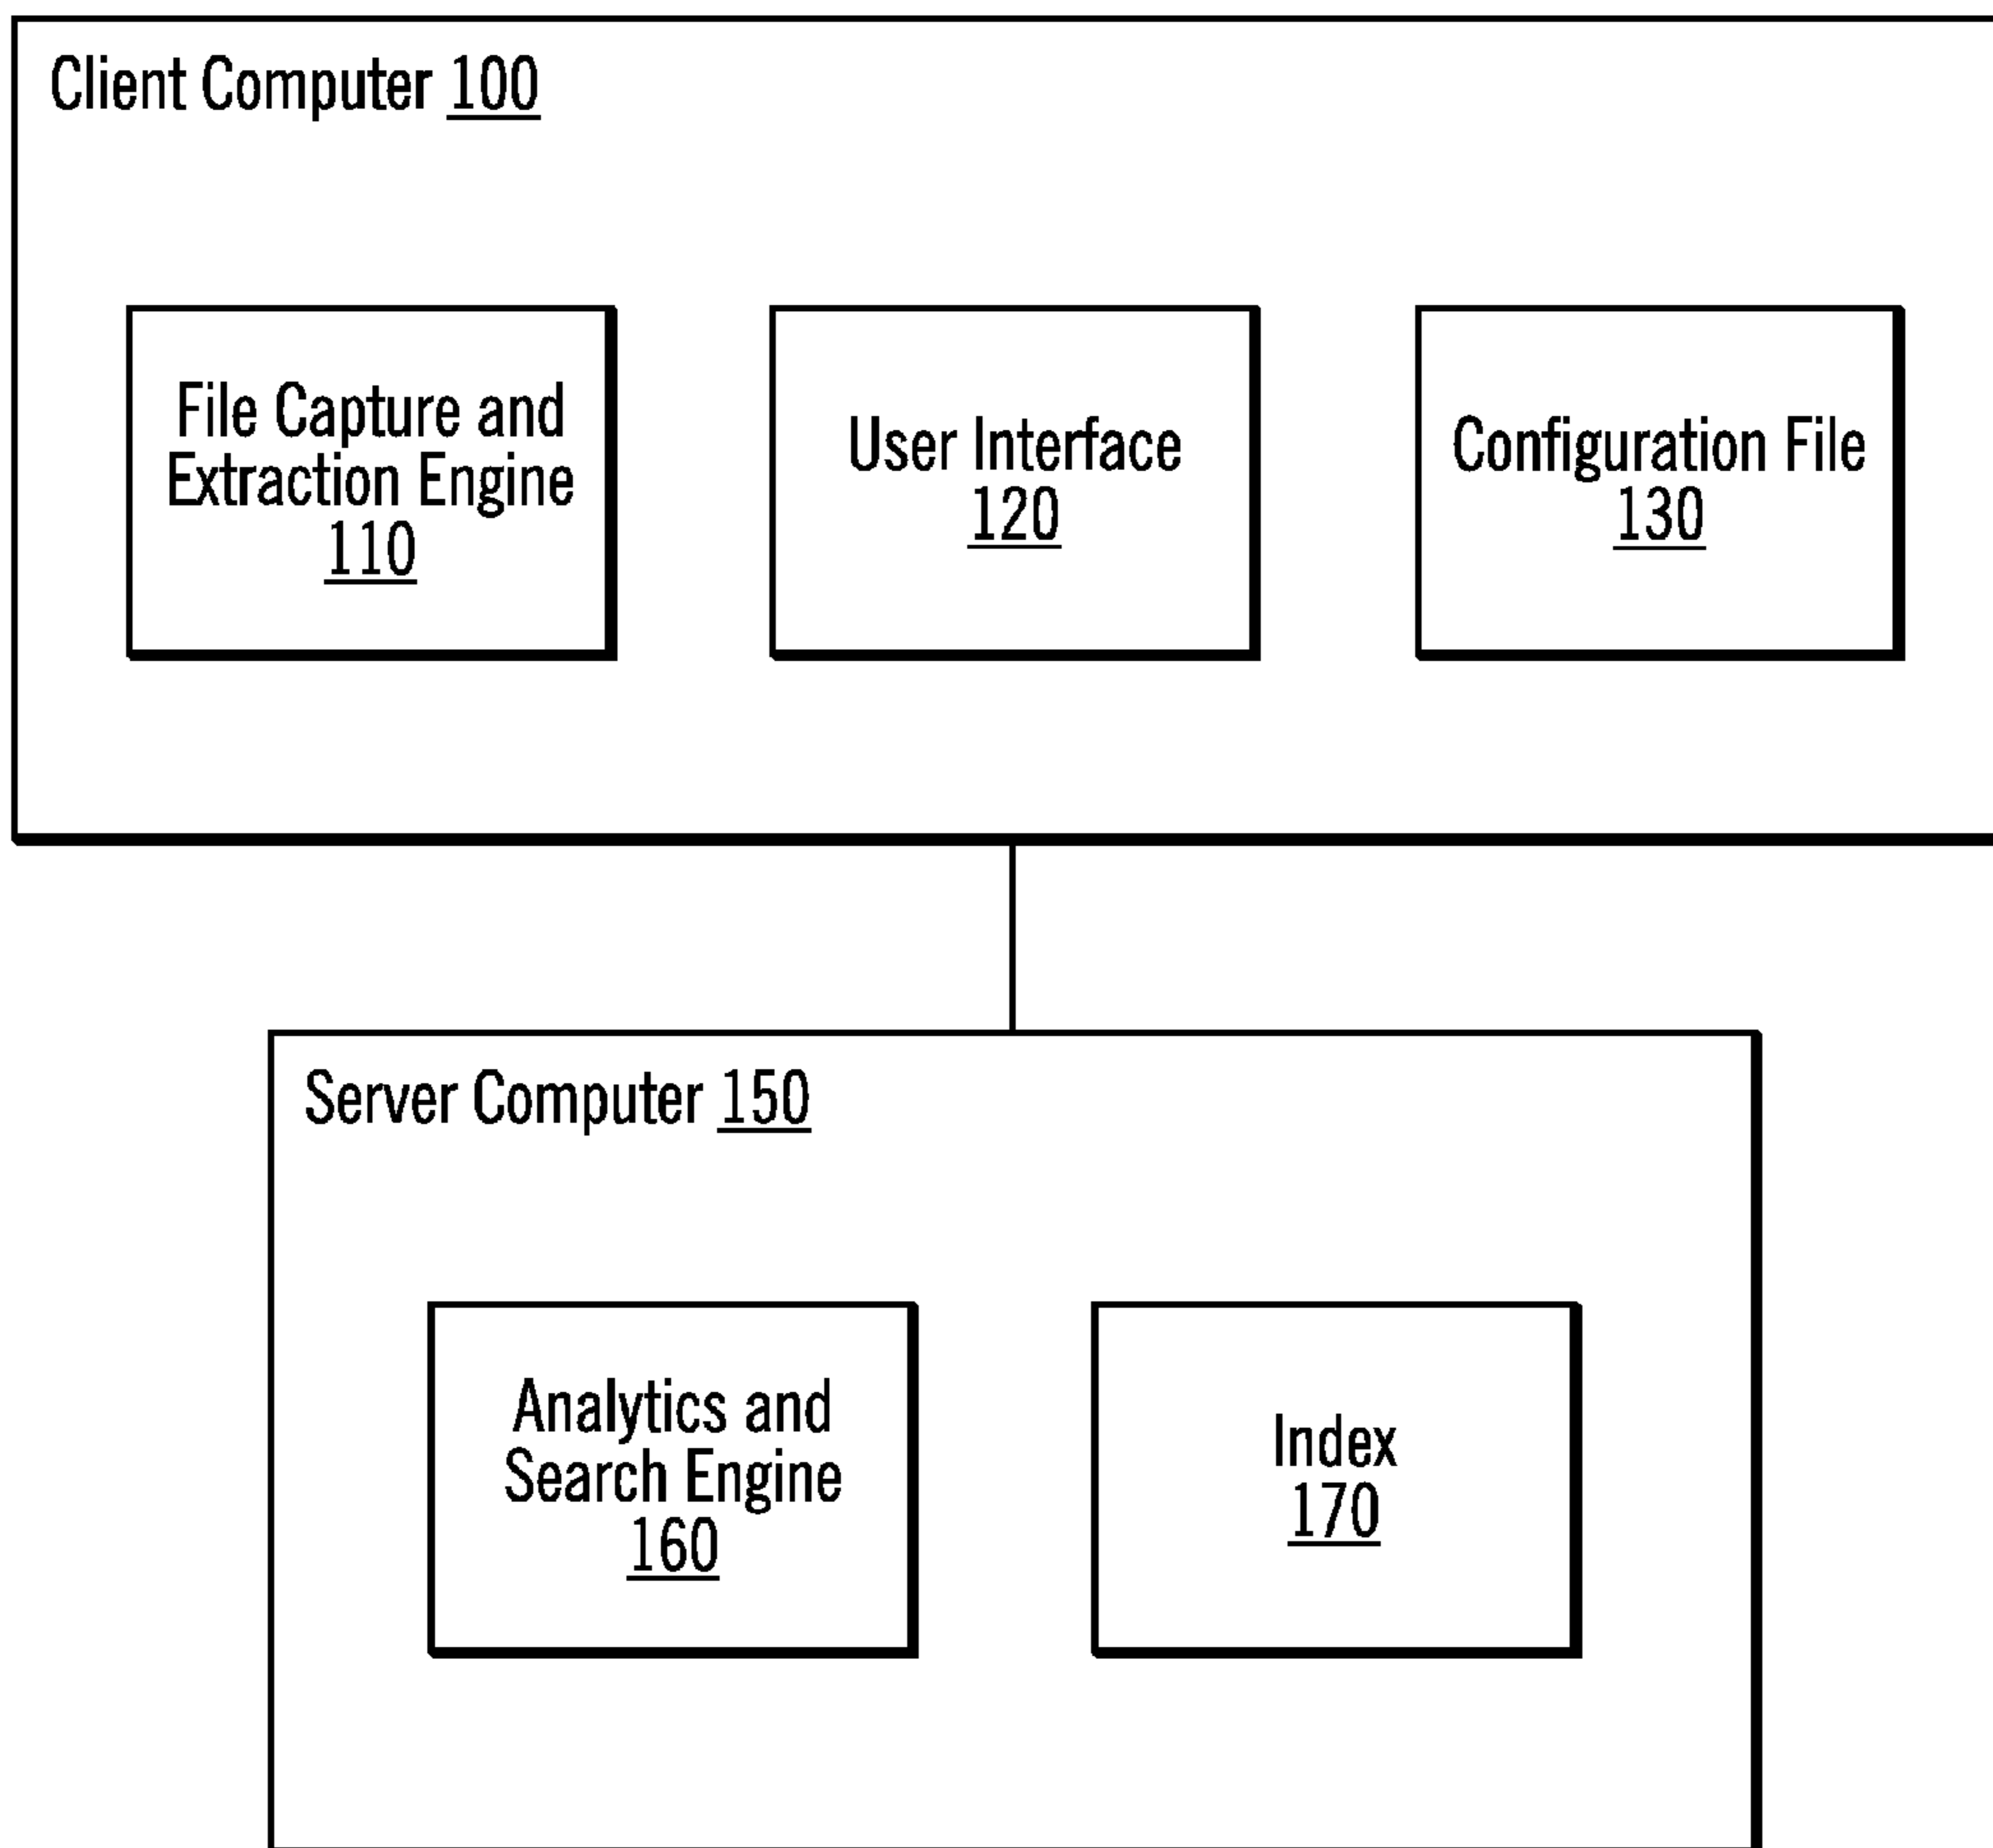 Client Computer 100
File Capture and
Extraction Engine
110
User Interface
120
Configuration File
130
Server Computer 150
Analytics and
Search Engine
160
Index
170